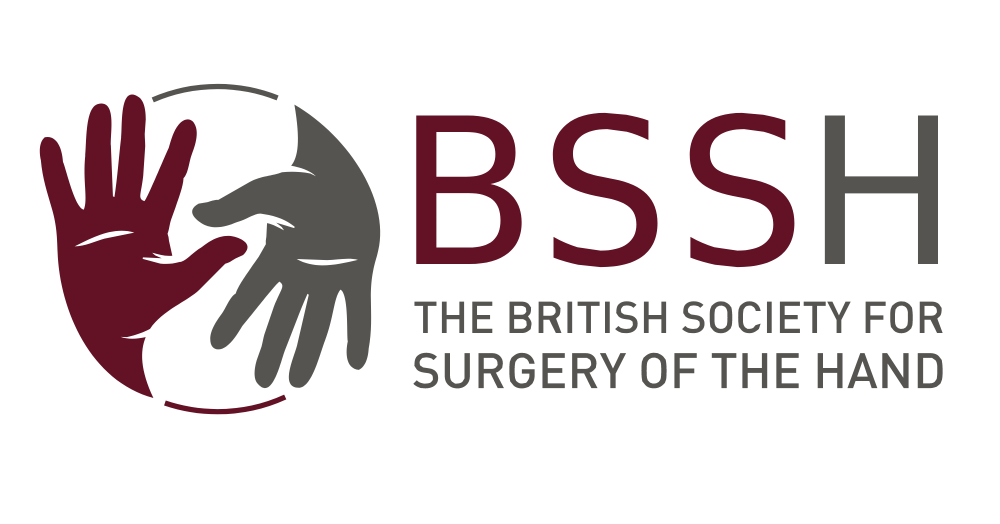 BSSH
THE BRITISH SOCIETY FOR
SURGERY OF THE HAND